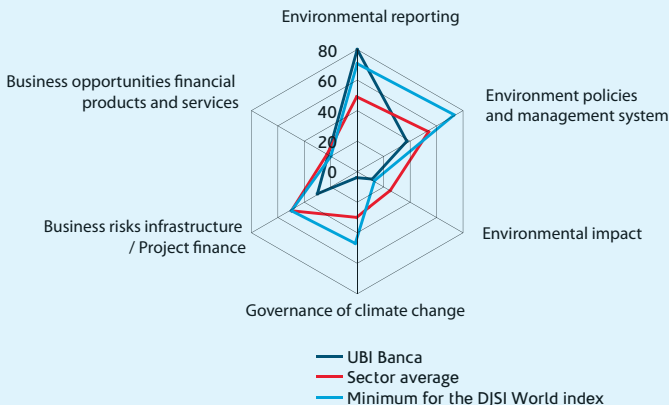 Environmental reporting
80
60
40
20
0
Business opportunities financial
products and services
Environment policies
and management system
Business risks infrastructure
/ Project finance
Environmental impact
Governance of climate change
UBI Banca
Sector average
Minimum for the DJSI World index